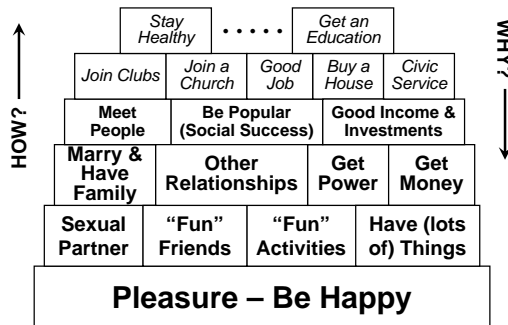 Stay
Healthy
. . . . .
Get an
Education
HOW?
WHY?
Join Clubs
Join a
Church
Good
Job
Buy a
House
Civic
Service
Meet
People
Be Popular
(Social Success)
Good Income &
Investments
Marry &
Have
Family
Other
Relationships
Get
Power
Get
Money
Sexual
Partner
“Fun”
Friends
“Fun”
Activities
Have (lots
of) Things
Pleasure – Be Happy